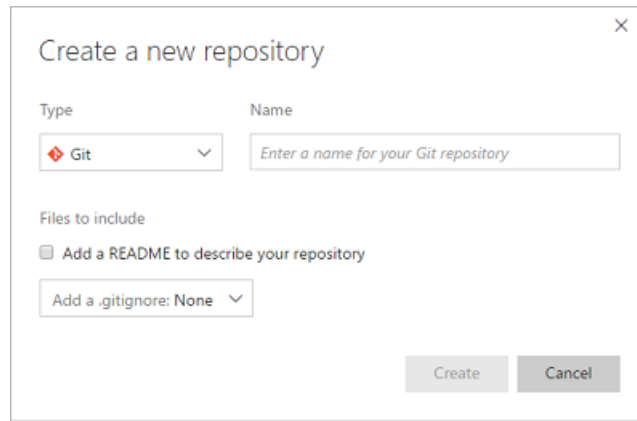 Create a new repository
Type
Name
Git
Enter a name for your Git repository
Files to include
Add a README to describe your repository
Add a .gitignore: None
Create
Cancel